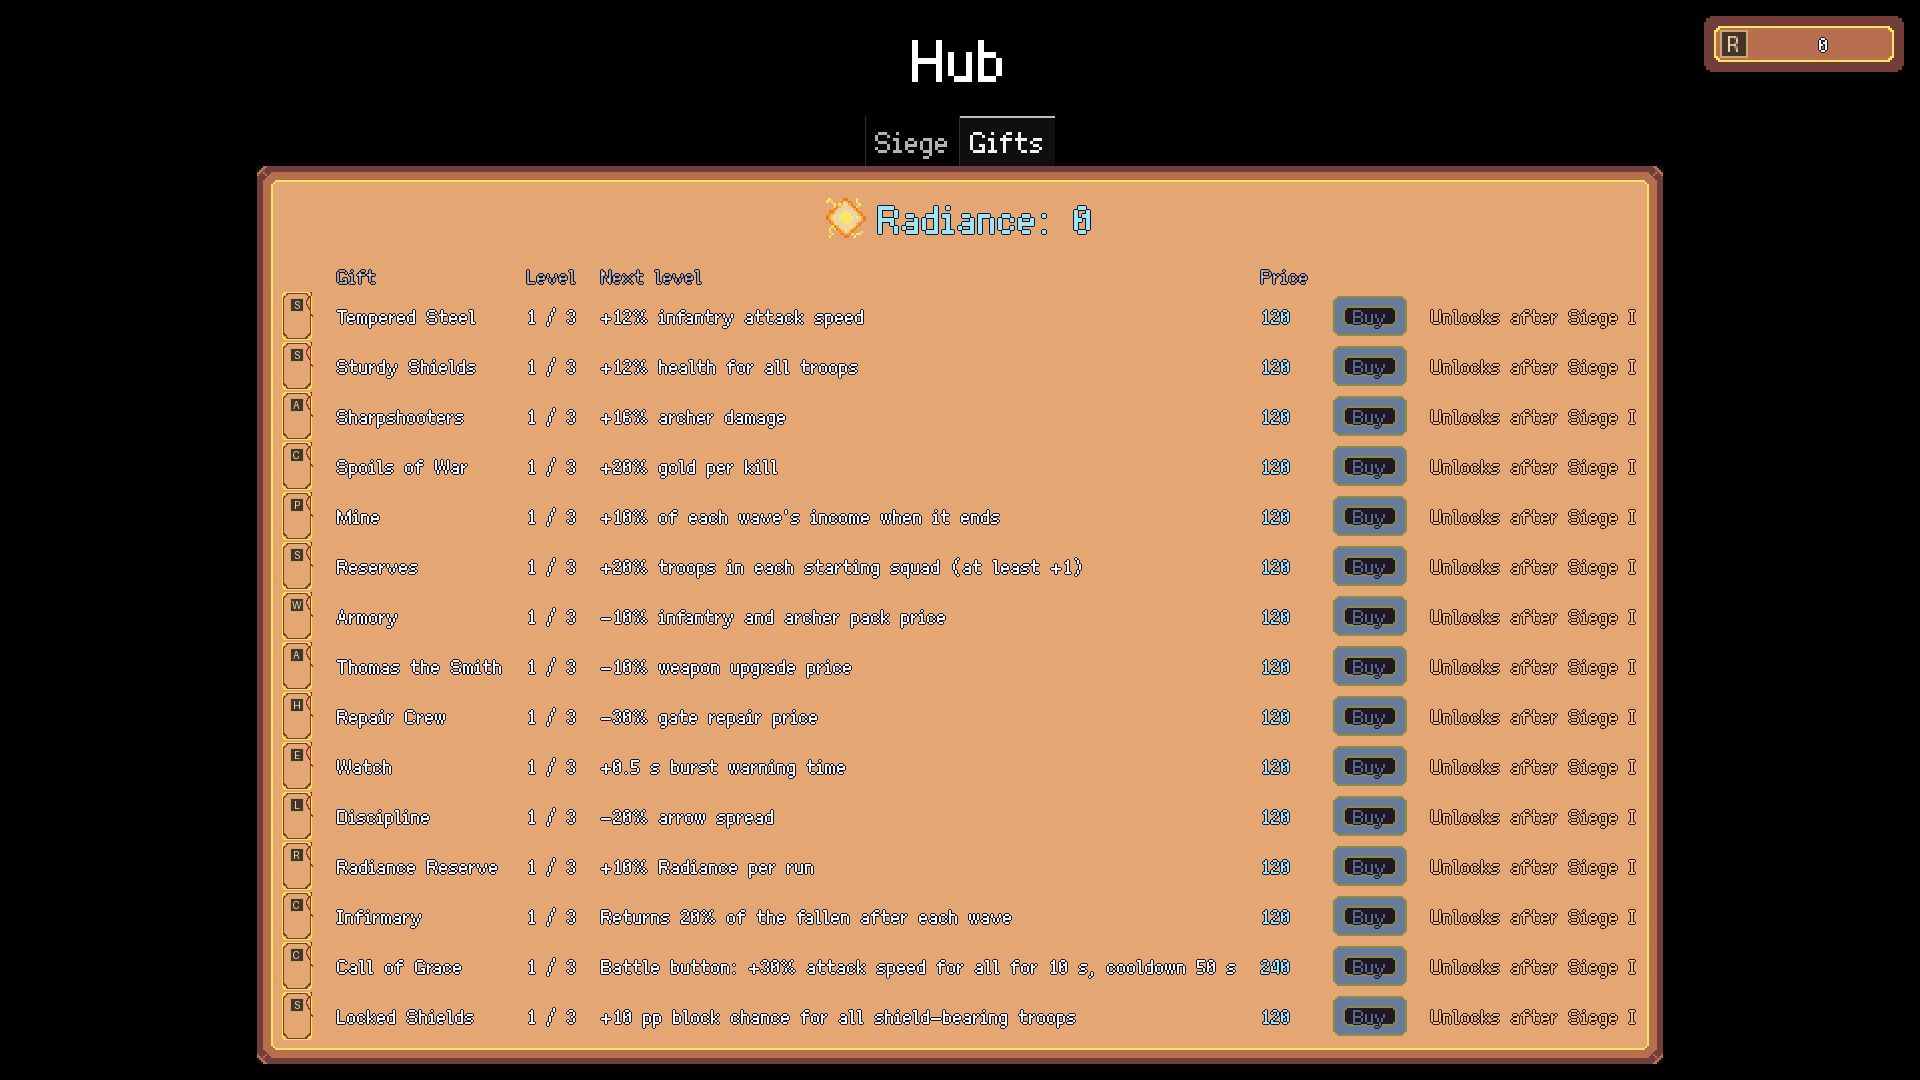 Hub
R 0
Siege Gifts
Radiance: 0
Gift Level Next level Price
S Tempered Steel 1 / 3 +12% infantry attack speed 120 Buy Unlocks after Siege I
S Sturdy Shields 1 / 3 +12% health for all troops 120 Buy Unlocks after Siege I
A Sharpshooters 1 / 3 +16% archer damage 120 Buy Unlocks after Siege I
C Spoils of War 1 / 3 +20% gold per kill 120 Buy Unlocks after Siege I
P Mine 1 / 3 +10% of each wave's income when it ends 120 Buy Unlocks after Siege I
S Reserves 1 / 3 +20% troops in each starting squad (at least +1) 120 Buy Unlocks after Siege I
W Armory 1 / 3 -10% infantry and archer pack price 120 Buy Unlocks after Siege I
A Thomas the Smith 1 / 3 -10% weapon upgrade price 120 Buy Unlocks after Siege I
H Repair Crew 1 / 3 -30% gate repair price 120 Buy Unlocks after Siege I
E Watch 1 / 3 +0.5 s burst warning time 120 Buy Unlocks after Siege I
L Discipline 1 / 3 -20% arrow spread 120 Buy Unlocks after Siege I
R Radiance Reserve 1 / 3 +10% Radiance per run 120 Buy Unlocks after Siege I
C Infirmary 1 / 3 Returns 20% of the fallen after each wave 120 Buy Unlocks after Siege I
C Call of Grace 1 / 3 Battle button: +30% attack speed for all for 10 s, cooldown 50 s 240 Buy Unlocks after Siege I
S Locked Shields 1 / 3 +10 pp block chance for all shield-bearing troops 120 Buy Unlocks after Siege I